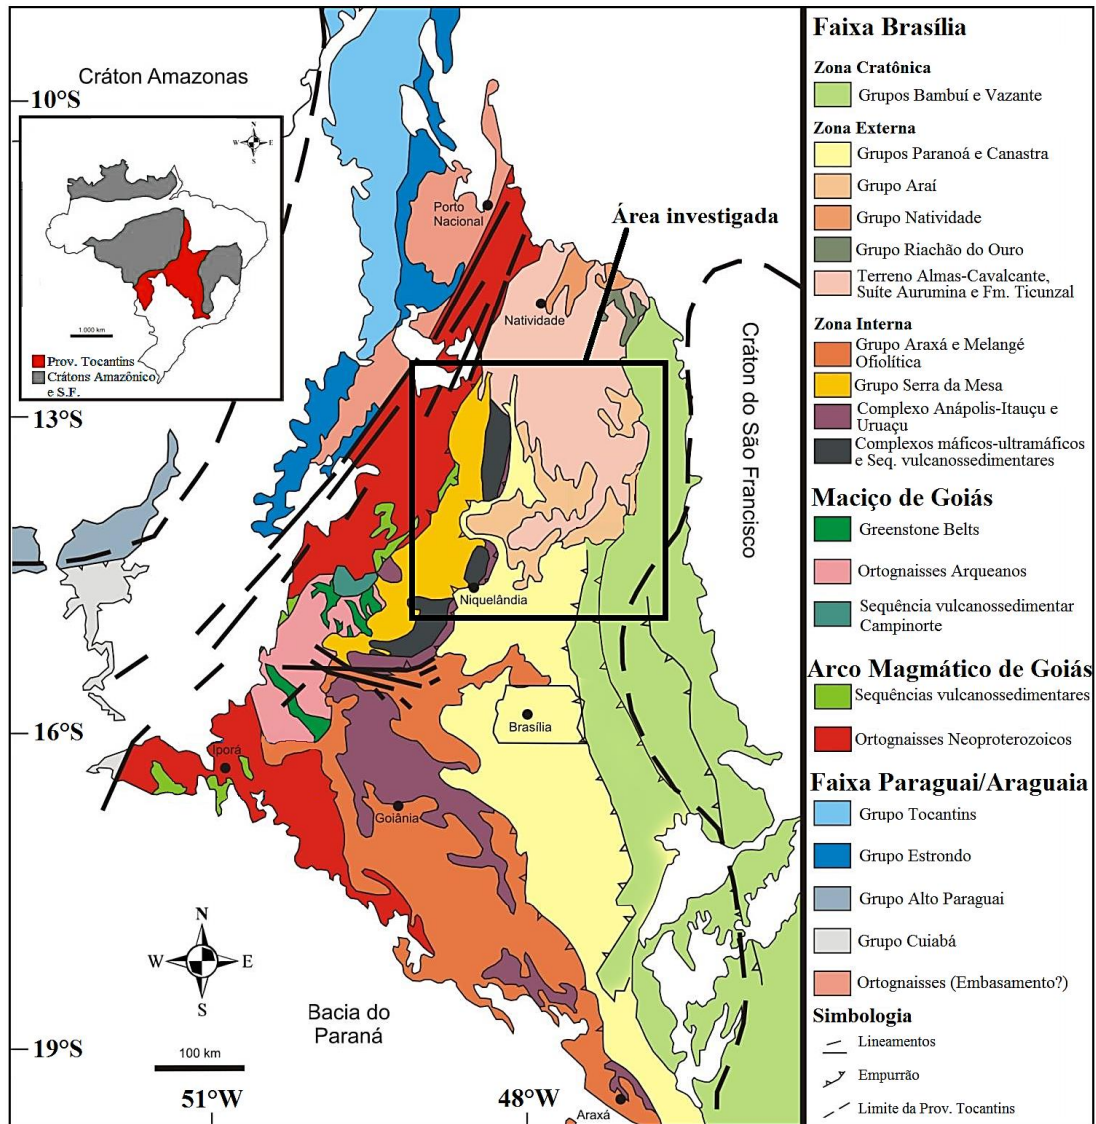 Cráton Amazonas
10°S
13°S
16°S
19°S
51°W
48°W
N
W
E
S
1.000 km
Prov. Tocantins
Crátons Amazônico
e S.F.
Porto
Nacional
Área investigada
Natividade
Cráton do São Francisco
Niquelândia
Brasília
Iporá
Goiânia
N
W
E
S
100 km
Bacia do
Paraná
Araxá
Faixa Brasília
Zona Cratônica
Grupos Bambuí e Vazante
Zona Externa
Grupos Paranoá e Canastra
Grupo Araí
Grupo Natividade
Grupo Riachão do Ouro
Terreno Almas-Cavalcante,
Suíte Aurumina e Fm. Ticunzal
Zona Interna
Grupo Araxá e Melangé
Ofiolítica
Grupo Serra da Mesa
Complexo Anápolis-Itauçu e
Uruaçu
Complexos máficos-ultramáficos
e Seq. vulcanossedimentares
Maciço de Goiás
Greenstone Belts
Ortognaisses Arqueanos
Sequência vulcanossedimentar
Campinorte
Arco Magmático de Goiás
Sequências vulcanossedimentares
Ortognaisses Neoproterozoicos
Faixa Paraguai/Araguaia
Grupo Tocantins
Grupo Estrondo
Grupo Alto Paraguai
Grupo Cuiabá
Ortognaisses (Embasamento?)
Simbologia
Lineamentos
Empurrão
Limite da Prov. Tocantins